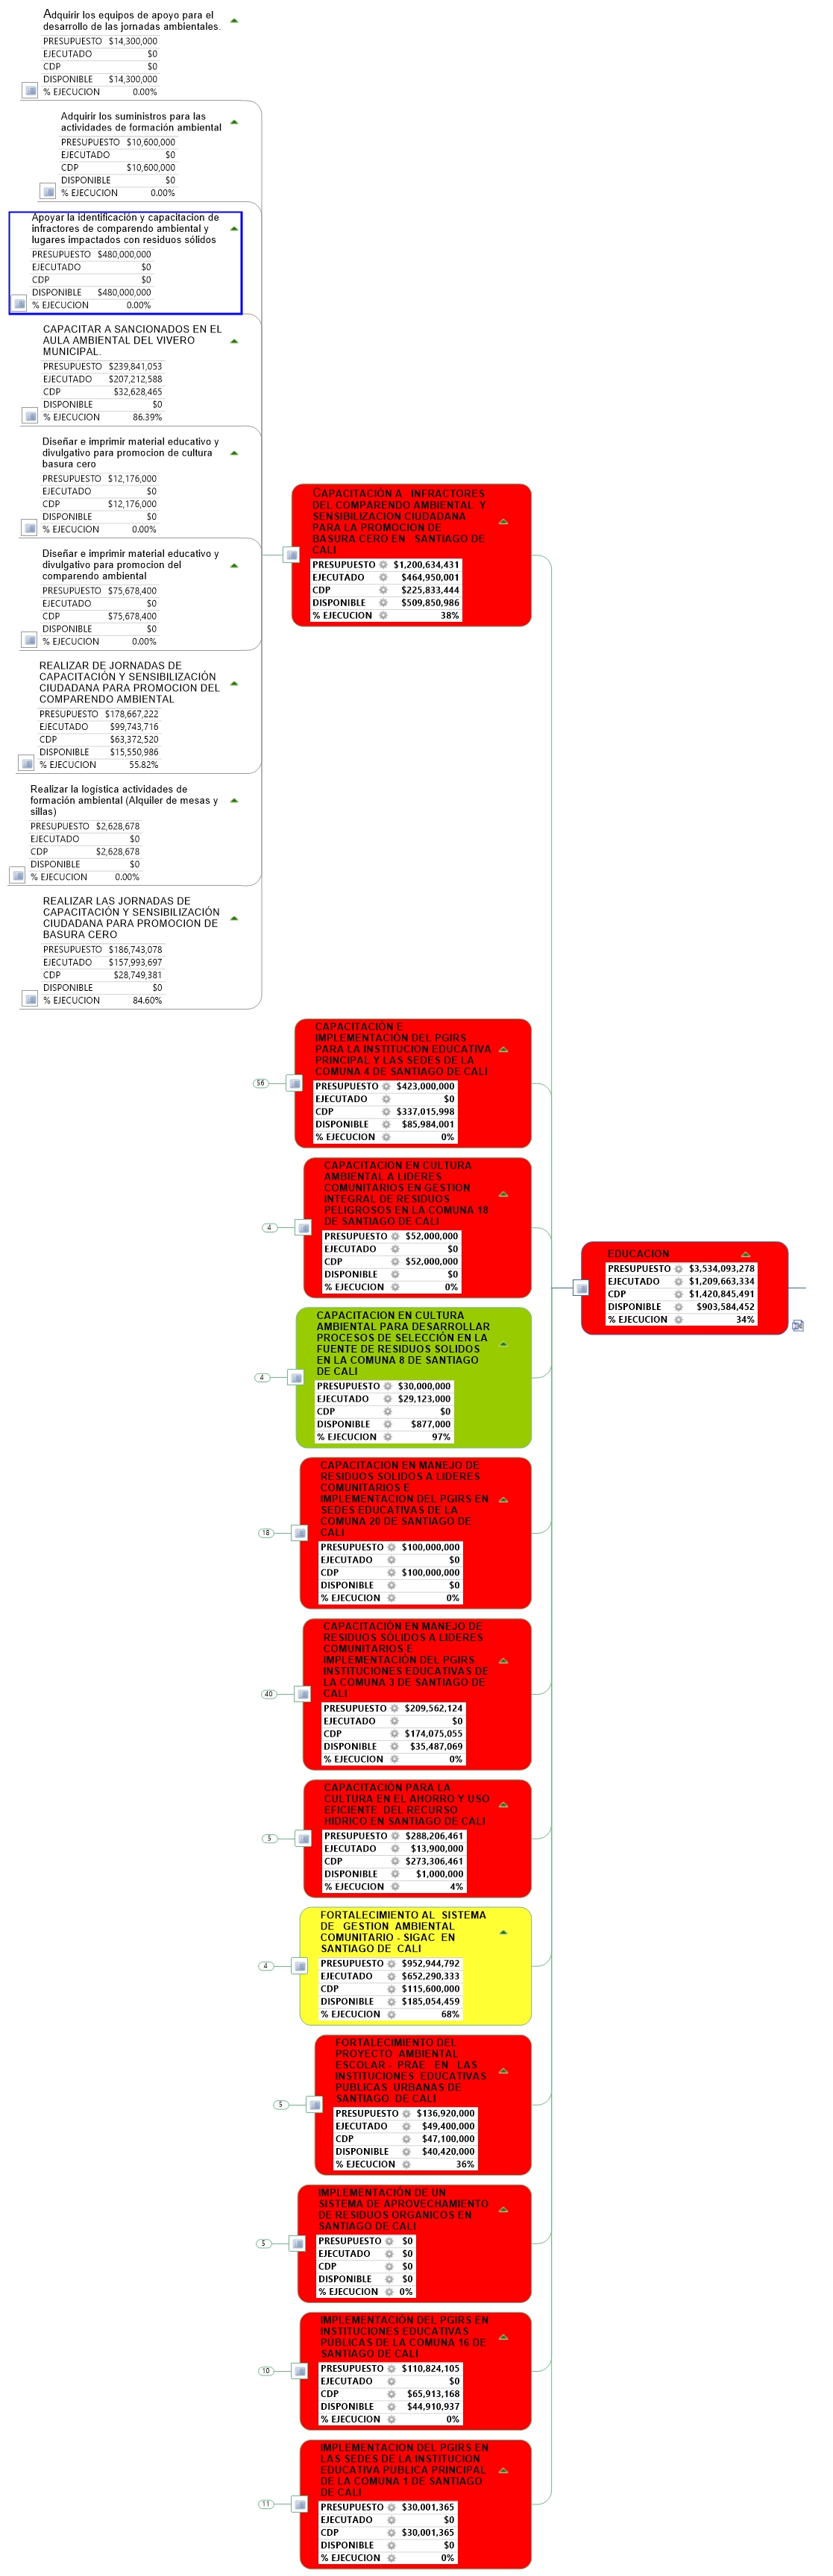 Adquirir los equipos de apoyo para el
desarrollo de las jornadas ambientales.
PRESUPUESTO $14,300,000
EJECUTADO $0
CDP $0
DISPONIBLE $14,300,000
% EJECUCION 0.00%
Adquirir los suministros para las
actividades de formación ambiental
PRESUPUESTO $10,600,000
EJECUTADO $0
CDP $10,600,000
DISPONIBLE $0
% EJECUCION 0.00%
Apoyar la identificación y capacitacion de
infractores de comparendo ambiental y
lugares impactados con residuos sólidos
PRESUPUESTO $480,000,000
EJECUTADO $0
CDP $0
DISPONIBLE $480,000,000
% EJECUCION 0.00%
CAPACITAR A SANCIONADOS EN EL
AULA AMBIENTAL DEL VIVERO
MUNICIPAL.
PRESUPUESTO $239,841,053
EJECUTADO $207,212,588
CDP $32,628,465
DISPONIBLE $0
% EJECUCION 86.39%
Diseñar e imprimir material educativo y
divulgativo para promocion de cultura
basura cero
PRESUPUESTO $12,176,000
EJECUTADO $0
CDP $12,176,000
DISPONIBLE $0
% EJECUCION 0.00%
Diseñar e imprimir material educativo y
divulgativo para promocion del
comparendo ambiental
PRESUPUESTO $75,678,400
EJECUTADO $0
CDP $75,678,400
DISPONIBLE $0
% EJECUCION 0.00%
REALIZAR DE JORNADAS DE
CAPACITACIÓN Y SENSIBILIZACIÓN
CIUDADANA PARA PROMOCION DEL
COMPARENDO AMBIENTAL
PRESUPUESTO $178,667,222
EJECUTADO $99,743,716
CDP $63,372,520
DISPONIBLE $15,550,986
% EJECUCION 55.82%
Realizar la logística actividades de
formación ambiental (Alquiler de mesas y
sillas)
PRESUPUESTO $2,628,678
EJECUTADO $0
CDP $2,628,678
DISPONIBLE $0
% EJECUCION 0.00%
REALIZAR LAS JORNADAS DE
CAPACITACIÓN Y SENSIBILIZACIÓN
CIUDADANA PARA PROMOCION DE
BASURA CERO
PRESUPUESTO $186,743,078
EJECUTADO $157,993,697
CDP $28,749,381
DISPONIBLE $0
% EJECUCION 84.60%
CAPACITACIÓN A INFRACTORES
DEL COMPARENDO AMBIENTAL Y
SENSIBILIZACION CIUDADANA
PARA LA PROMOCION DE
BASURA CERO EN SANTIAGO DE
CALI
PRESUPUESTO $1,200,634,431
EJECUTADO $464,950,001
CDP $225,833,444
DISPONIBLE $509,850,986
% EJECUCION 38%
CAPACITACIÓN E
IMPLEMENTACIÓN DEL PGIRS
PARA LA INSTITUCION EDUCATIVA
PRINCIPAL Y LAS SEDES DE LA
COMUNA 4 DE SANTIAGO DE CALI
56
PRESUPUESTO $423,000,000
EJECUTADO $0
CDP $337,015,998
DISPONIBLE $85,984,001
% EJECUCION 0%
CAPACITACION EN CULTURA
AMBIENTAL A LIDERES
COMUNITARIOS EN GESTION
INTEGRAL DE RESIDUOS
PELIGROSOS EN LA COMUNA 18
DE SANTIAGO DE CALI
4
PRESUPUESTO $52,000,000
EJECUTADO $0
CDP $52,000,000
DISPONIBLE $0
% EJECUCION 0%
EDUCACION
PRESUPUESTO $3,534,093,278
EJECUTADO $1,209,663,334
CDP $1,420,845,491
DISPONIBLE $903,584,452
% EJECUCION 34%
CAPACITACION EN CULTURA
AMBIENTAL PARA DESARROLLAR
PROCESOS DE SELECCIÓN EN LA
FUENTE DE RESIDUOS SOLIDOS
EN LA COMUNA 8 DE SANTIAGO
DE CALI
4
PRESUPUESTO $30,000,000
EJECUTADO $29,123,000
CDP $0
DISPONIBLE $877,000
% EJECUCION 97%
CAPACITACION EN MANEJO DE
RESIDUOS SOLIDOS A LIDERES
COMUNITARIOS E
IMPLEMENTACION DEL PGIRS EN
SEDES EDUCATIVAS DE LA
COMUNA 20 DE SANTIAGO DE
CALI
18
PRESUPUESTO $100,000,000
EJECUTADO $0
CDP $100,000,000
DISPONIBLE $0
% EJECUCION 0%
CAPACITACIÓN EN MANEJO DE
RESIDUOS SÓLIDOS A LIDERES
COMUNITARIOS E
IMPLEMENTACIÓN DEL PGIRS
INSTITUCIONES EDUCATIVAS DE
LA COMUNA 3 DE SANTIAGO DE
CALI
40
PRESUPUESTO $209,562,124
EJECUTADO $0
CDP $174,075,055
DISPONIBLE $35,487,069
% EJECUCION 0%
CAPACITACIÓN PARA LA
CULTURA EN EL AHORRO Y USO
EFICIENTE DEL RECURSO
HIDRICO EN SANTIAGO DE CALI
5
PRESUPUESTO $288,206,461
EJECUTADO $13,900,000
CDP $273,306,461
DISPONIBLE $1,000,000
% EJECUCION 4%
FORTALECIMIENTO AL SISTEMA
DE GESTION AMBIENTAL
COMUNITARIO - SIGAC EN
SANTIAGO DE CALI
4
PRESUPUESTO $952,944,792
EJECUTADO $652,290,333
CDP $115,600,000
DISPONIBLE $185,054,459
% EJECUCION 68%
FORTALECIMIENTO DEL
PROYECTO AMBIENTAL
ESCOLAR - PRAE EN LAS
INSTITUCIONES EDUCATIVAS
PUBLICAS URBANAS DE
SANTIAGO DE CALI
5
PRESUPUESTO $136,920,000
EJECUTADO $49,400,000
CDP $47,100,000
DISPONIBLE $40,420,000
% EJECUCION 36%
IMPLEMENTACIÓN DE UN
SISTEMA DE APROVECHAMIENTO
DE RESIDUOS ORGANICOS EN
SANTIAGO DE CALI
5
PRESUPUESTO $0
EJECUTADO $0
CDP $0
DISPONIBLE $0
% EJECUCION 0%
IMPLEMENTACIÓN DEL PGIRS EN
INSTITUCIONES EDUCATIVAS
PÚBLICAS DE LA COMUNA 16 DE
SANTIAGO DE CALI
10
PRESUPUESTO $110,824,105
EJECUTADO $0
CDP $65,913,168
DISPONIBLE $44,910,937
% EJECUCION 0%
IMPLEMENTACION DEL PGIRS EN
LAS SEDES DE LA INSTITUCION
EDUCATIVA PUBLICA PRINCIPAL
DE LA COMUNA 1 DE SANTIAGO
DE CALI
11
PRESUPUESTO $30,001,365
EJECUTADO $0
CDP $30,001,365
DISPONIBLE $0
% EJECUCION 0%